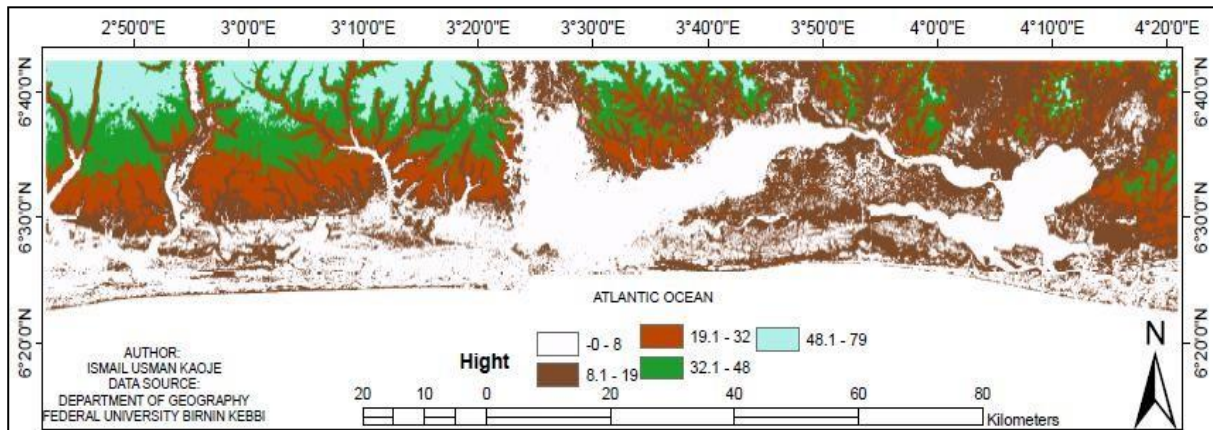 2°50'0"E 3°0'0"E 3°10'0"E 3°20'0"E 3°30'0"E 3°40'0"E 3°50'0"E 4°0'0"E 4°10'0"E 4°20'0"E
6°40'0"N 6°40'0"N
6°30'0"N 6°30'0"N
6°20'0"N 6°20'0"N
ATLANTIC OCEAN
Hight
-0 - 8
8.1 - 19
19.1 - 32
32.1 - 48
48.1 - 79
AUTHOR:
ISMAIL USMAN KAOJE
DATA SOURCE:
DEPARTMENT OF GEOGRAPHY
FEDERAL UNIVERSITY BIRNIN KEBBI
20 10 0 20 40 60 80
Kilometers
N